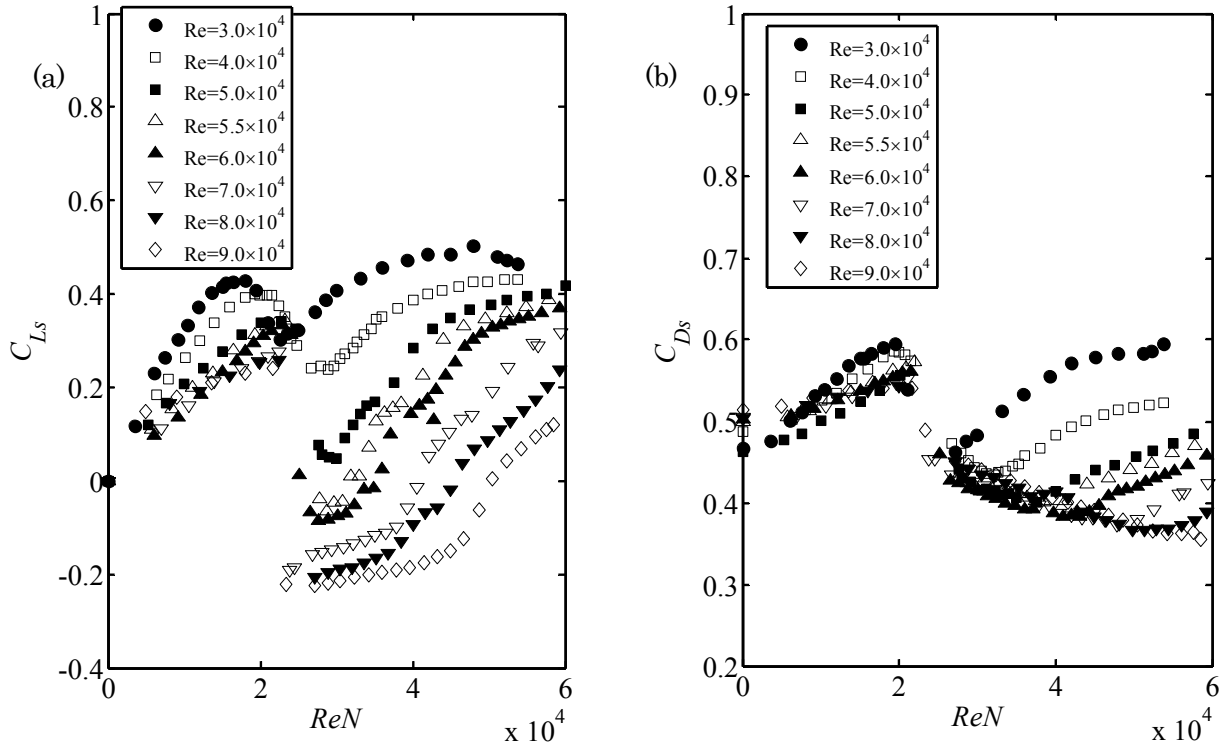 (a)
C_Ls
1
0.8
0.6
0.4
0.2
0
-0.2
-0.4
Re=3.0×10^4
Re=4.0×10^4
Re=5.0×10^4
Re=5.5×10^4
Re=6.0×10^4
Re=7.0×10^4
Re=8.0×10^4
Re=9.0×10^4
0 2 4 6
ReN
x 10^4
(b)
C_Ds
1
0.9
0.8
0.7
0.6
0.5
0.4
0.3
0.2
Re=3.0×10^4
Re=4.0×10^4
Re=5.0×10^4
Re=5.5×10^4
Re=6.0×10^4
Re=7.0×10^4
Re=8.0×10^4
Re=9.0×10^4
0 2 4 6
ReN
x 10^4